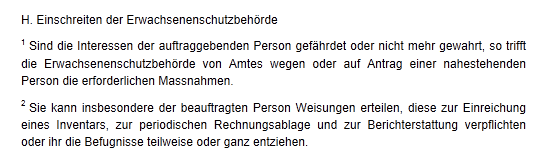 H. Einschreiten der Erwachsenenschutzbehörde
1 Sind die Interessen der auftraggebenden Person gefährdet oder nicht mehr gewahrt, so trifft
die Erwachsenenschutzbehörde von Amtes wegen oder auf Antrag einer nahestehenden
Person die erforderlichen Massnahmen.
2 Sie kann insbesondere der beauftragten Person Weisungen erteilen, diese zur Einreichung
eines Inventars, zur periodischen Rechnungsablage und zur Berichterstattung verpflichten
oder ihr die Befugnisse teilweise oder ganz entziehen.